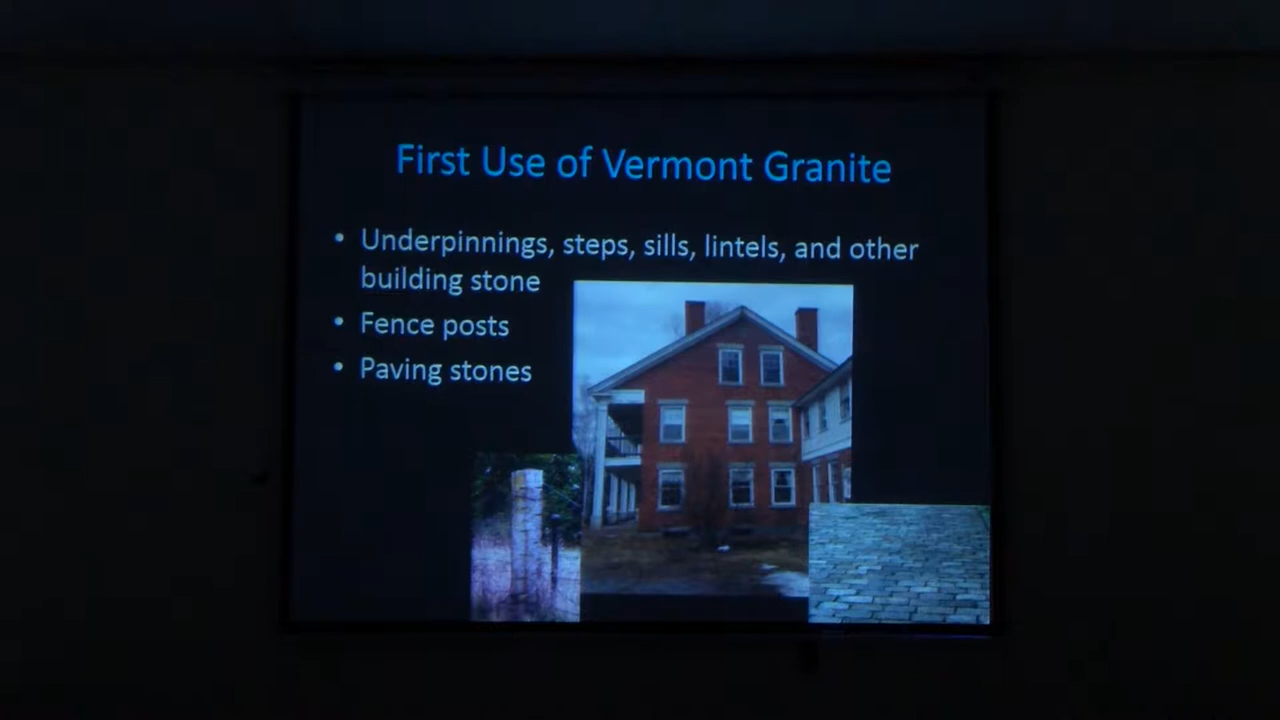 First Use of Vermont Granite
• Underpinnings, steps, sills, lintels, and other
building stone
• Fence posts
• Paving stones